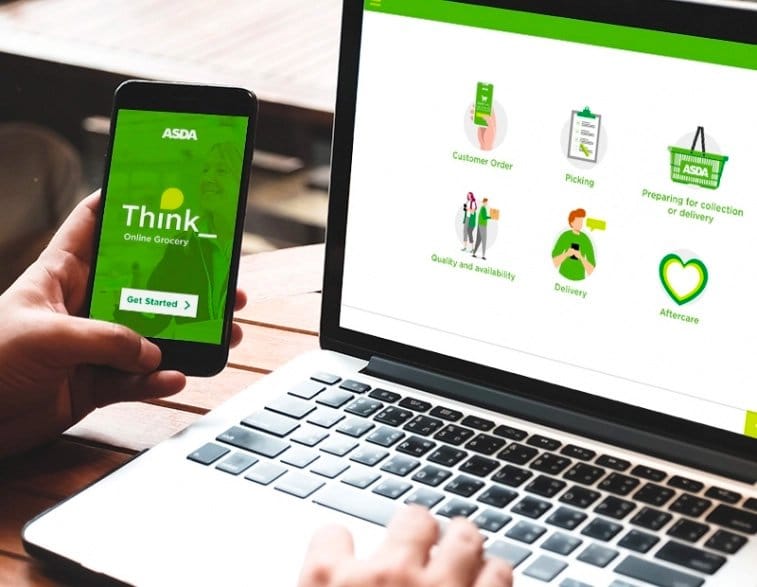 ASDA
Think_
Online Grocery
Get Started >
Customer Order
Picking
ASDA
Preparing for collection
or delivery
Quality and availability
Delivery
Aftercare